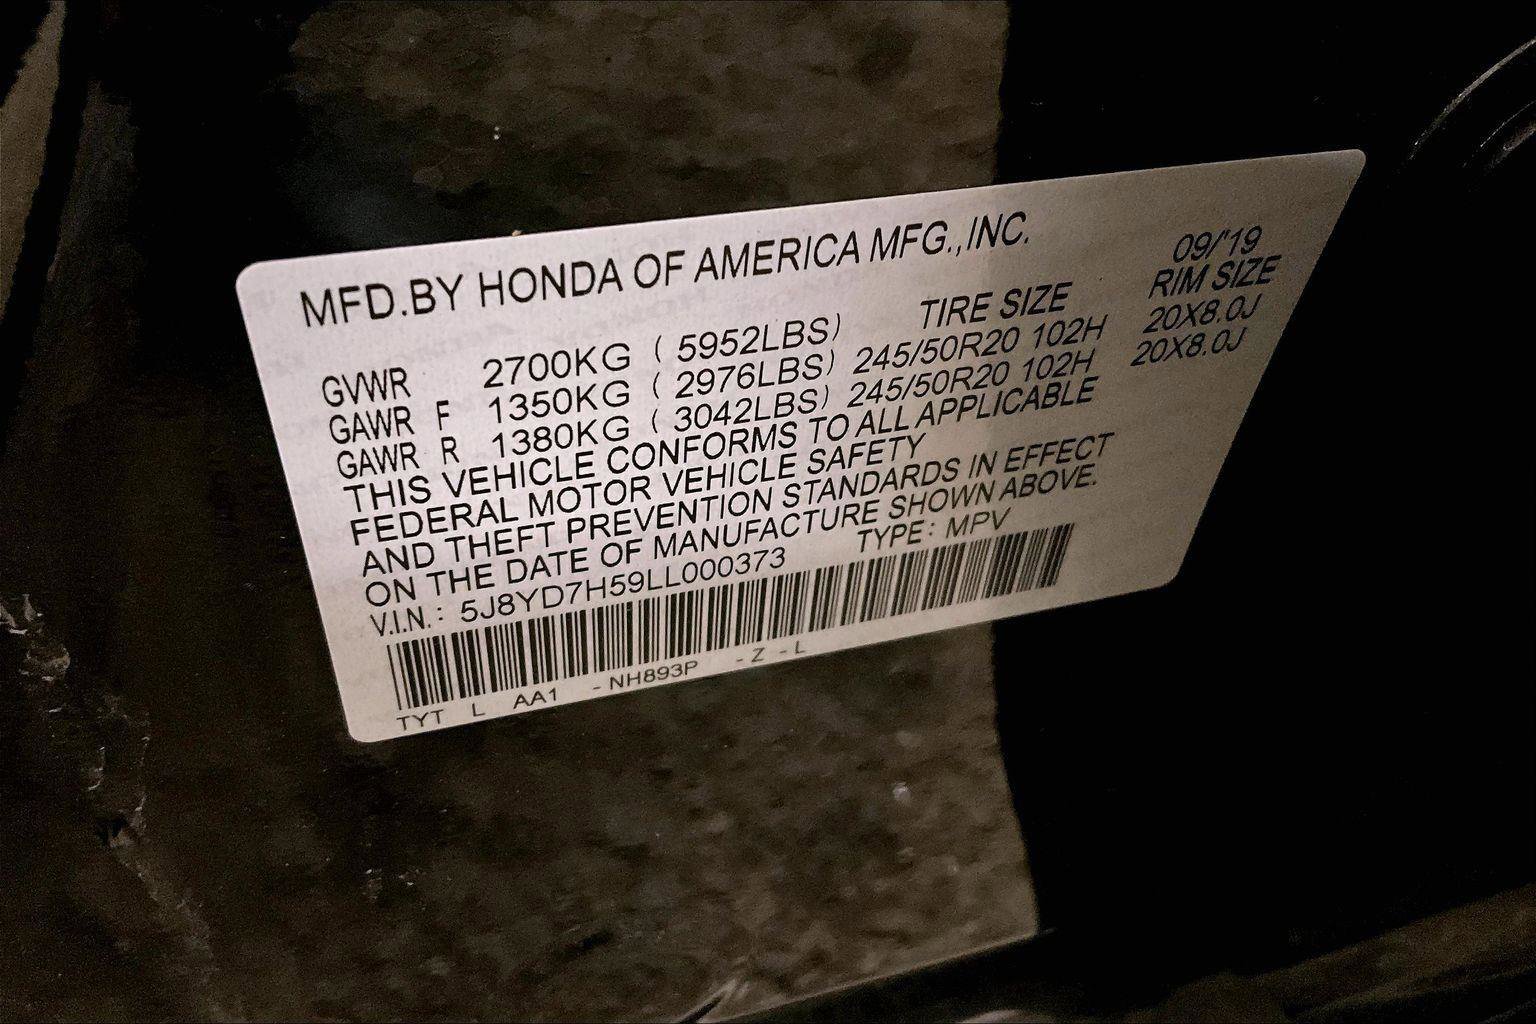 MFD.BY HONDA OF AMERICA MFG.,INC. 09/'19
TIRE SIZE RIM SIZE
GVWR 2700KG ( 5952LBS)
GAWR F 1350KG ( 2976LBS) 245/50R20 102H 20X8.0J
GAWR R 1380KG ( 3042LBS) 245/50R20 102H 20X8.0J
THIS VEHICLE CONFORMS TO ALL APPLICABLE
FEDERAL MOTOR VEHICLE SAFETY
AND THEFT PREVENTION STANDARDS IN EFFECT
ON THE DATE OF MANUFACTURE SHOWN ABOVE.
V.I.N.: 5J8YD7H59LL000373 TYPE: MPV
TYT L AA1 -NH893P -Z -L